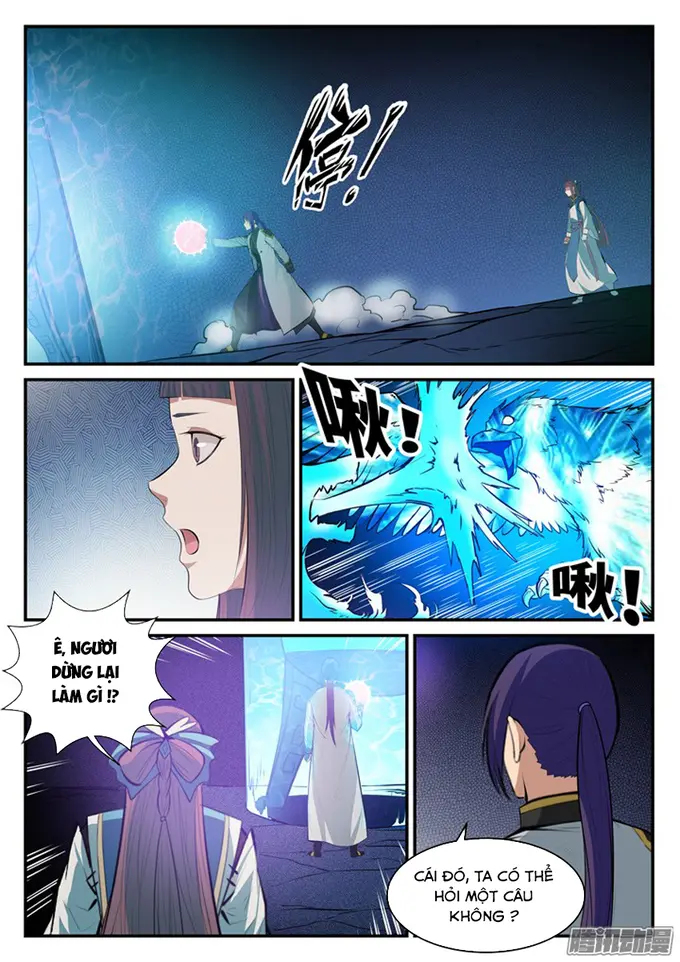 停!
啾!
啾!
Ê, NGƯƠI
DỪNG LẠI
LÀM GÌ !?
CÁI ĐÓ, TA CÓ THỂ
HỎI MỘT CÂU
KHÔNG ?
腾讯动漫